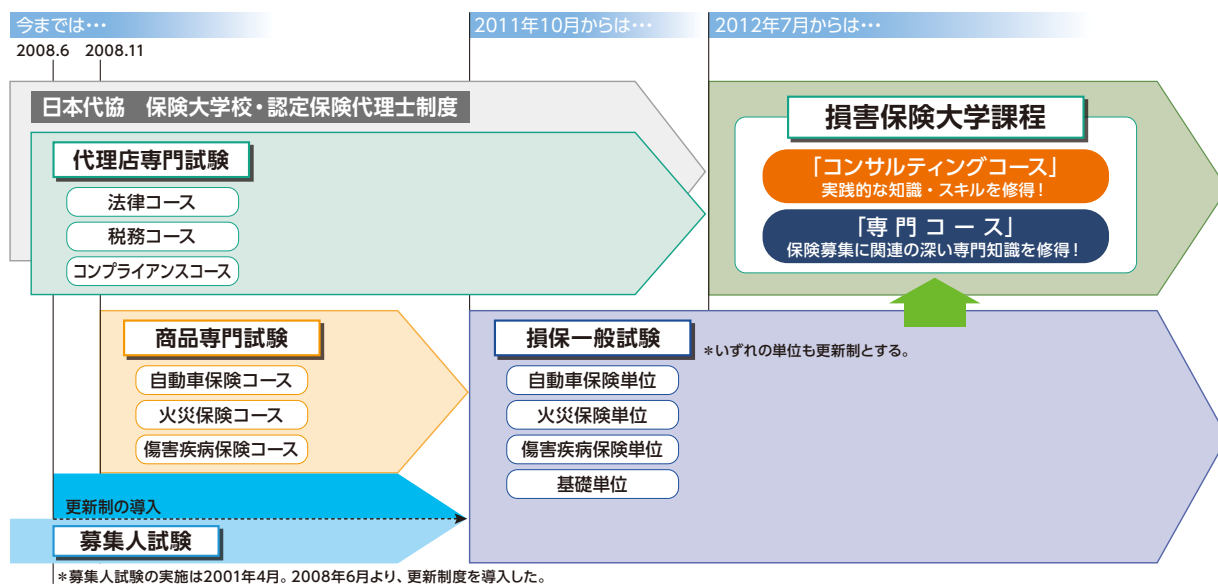 今までは…
2011年10月からは…
2012年7月からは…
2008.6
2008.11
日本代協 保険大学校・認定保険代理士制度
代理店専門試験
法律コース
税務コース
コンプライアンスコース
損害保険大学課程
「コンサルティングコース」
実践的な知識・スキルを修得!
「専門コース」
保険募集に関連の深い専門知識を修得!
商品専門試験
自動車保険コース
火災保険コース
傷害疾病保険コース
損保一般試験
*いずれの単位も更新制とする。
自動車保険単位
火災保険単位
傷害疾病保険単位
基礎単位
更新制の導入
募集人試験
*募集人試験の実施は2001年4月。2008年6月より、更新制度を導入した。